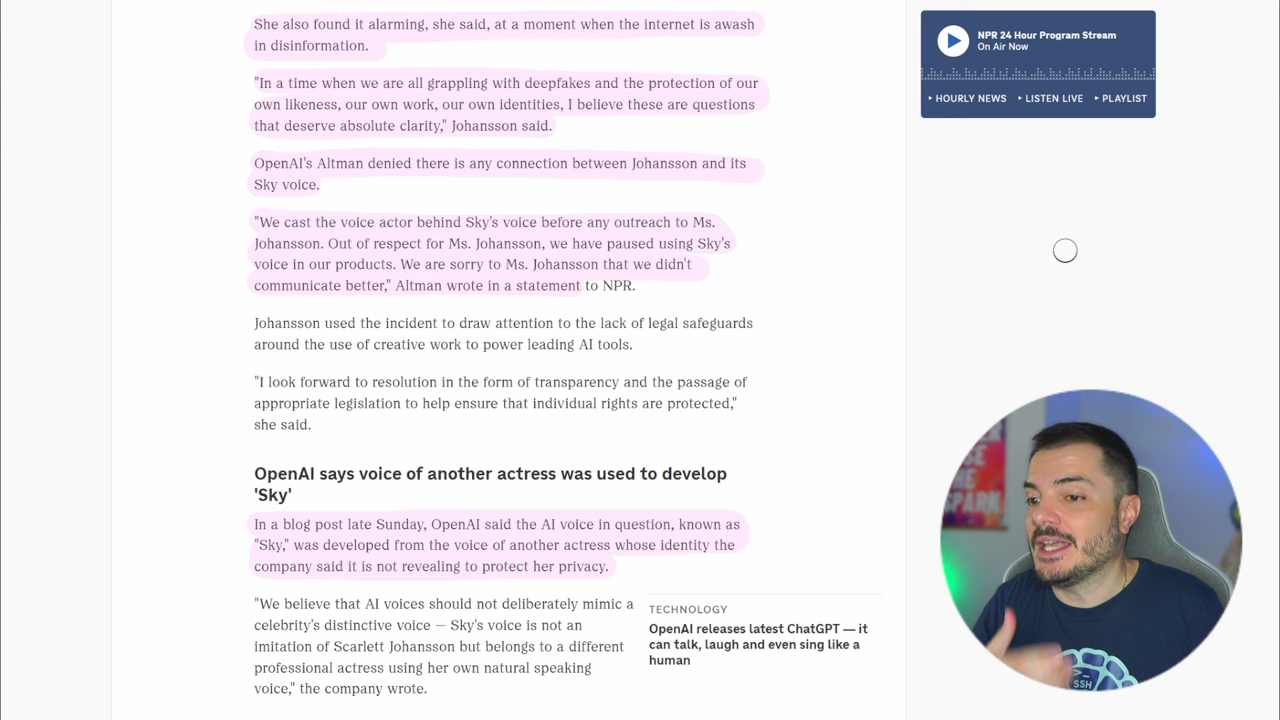 She also found it alarming, she said, at a moment when the internet is awash
in disinformation.
"In a time when we are all grappling with deepfakes and the protection of our
own likeness, our own work, our own identities, I believe these are questions
that deserve absolute clarity," Johansson said.
OpenAI's Altman denied there is any connection between Johansson and its
Sky voice.
"We cast the voice actor behind Sky's voice before any outreach to Ms.
Johansson. Out of respect for Ms. Johansson, we have paused using Sky's
voice in our products. We are sorry to Ms. Johansson that we didn't
communicate better," Altman wrote in a statement to NPR.
Johansson used the incident to draw attention to the lack of legal safeguards
around the use of creative work to power leading AI tools.
"I look forward to resolution in the form of transparency and the passage of
appropriate legislation to help ensure that individual rights are protected,"
she said.
OpenAI says voice of another actress was used to develop
'Sky'
In a blog post late Sunday, OpenAI said the AI voice in question, known as
"Sky," was developed from the voice of another actress whose identity the
company said it is not revealing to protect her privacy.
"We believe that AI voices should not deliberately mimic a
celebrity's distinctive voice — Sky's voice is not an
imitation of Scarlett Johansson but belongs to a different
professional actress using her own natural speaking
voice," the company wrote.
TECHNOLOGY
OpenAI releases latest ChatGPT — it
can talk, laugh and even sing like a
human
NPR 24 Hour Program Stream
On Air Now
HOURLY NEWS LISTEN LIVE PLAYLIST
SPARK
>_
SSH